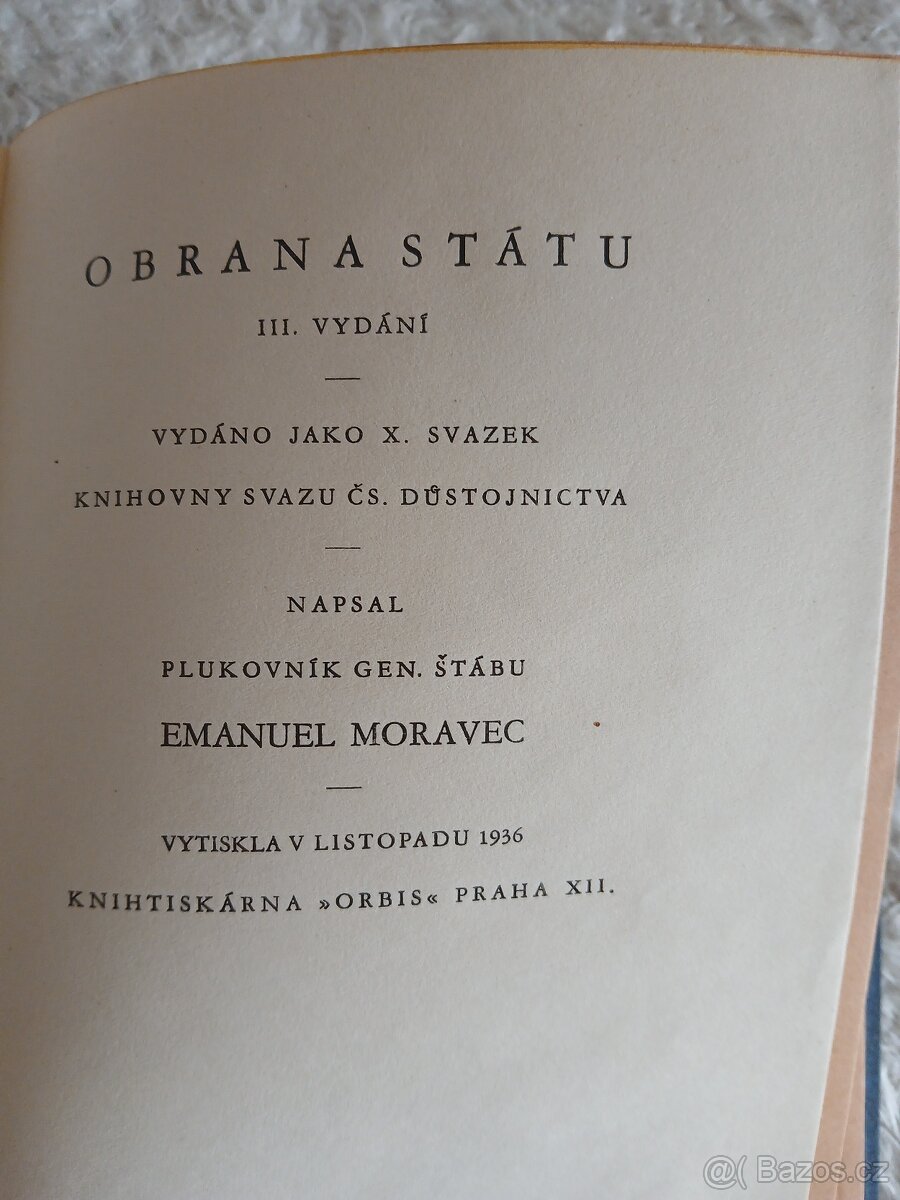 OBRANA STÁTU
III. VYDÁNÍ
VYDÁNO JAKO X. SVAZEK
KNIHOVNY SVAZU ČS. DŮSTOJNICTVA
NAPSAL
PLUKOVNÍK GEN. ŠTÁBU
EMANUEL MORAVEC
VYTISKLA V LISTOPADU 1936
KNIHTISKÁRNA »ORBIS« PRAHA XII.
@( Bazos.cz